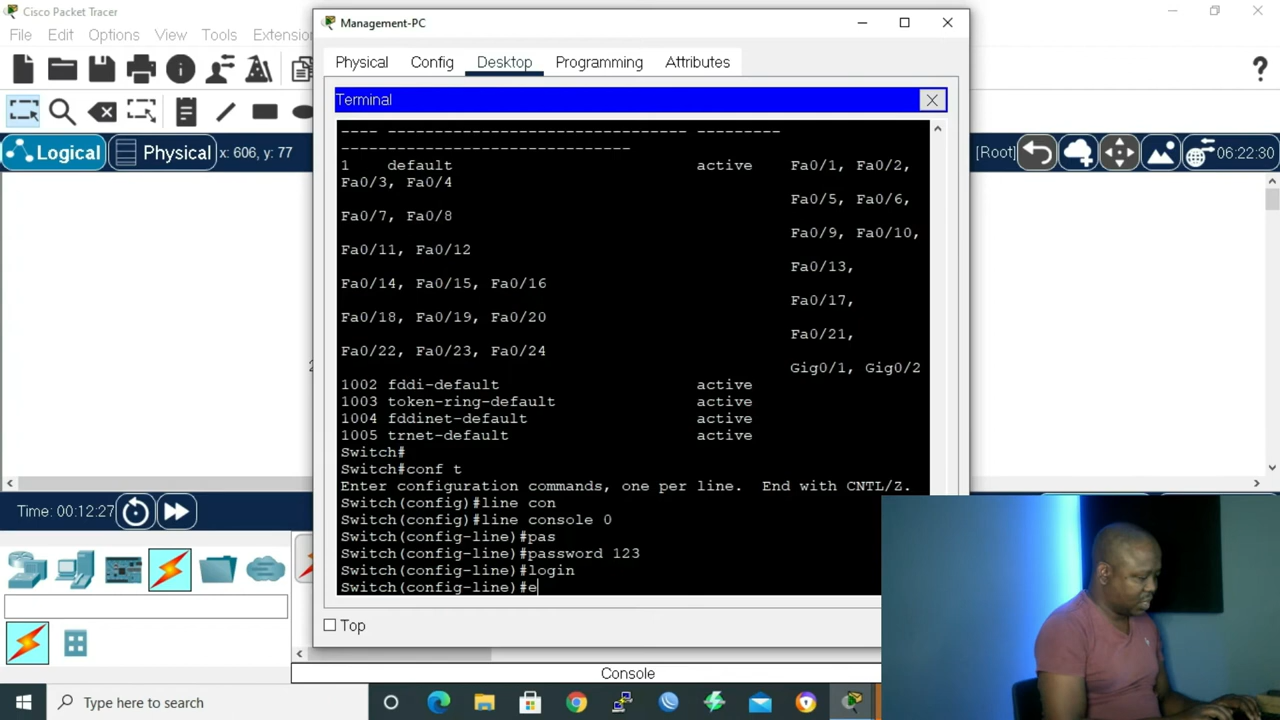 Cisco Packet Tracer
File Edit Options View Tools Extension
Logical Physical x: 606, y: 77
[Root] 06:22:30
Management-PC
Physical Config Desktop Programming Attributes
Terminal
---- -------------------------------- ---------
-------------------------------
1 default active Fa0/1, Fa0/2,
Fa0/3, Fa0/4
Fa0/5, Fa0/6,
Fa0/7, Fa0/8
Fa0/9, Fa0/10,
Fa0/11, Fa0/12
Fa0/13,
Fa0/14, Fa0/15, Fa0/16
Fa0/17,
Fa0/18, Fa0/19, Fa0/20
Fa0/21,
Fa0/22, Fa0/23, Fa0/24
Gig0/1, Gig0/2
1002 fddi-default active
1003 token-ring-default active
1004 fddinet-default active
1005 trnet-default active
Switch#
Switch#conf t
Enter configuration commands, one per line. End with CNTL/Z.
Switch(config)#line con
Switch(config)#line console 0
Switch(config-line)#pas
Switch(config-line)#password 123
Switch(config-line)#login
Switch(config-line)#e
Top
Time: 00:12:27
Console
Type here to search